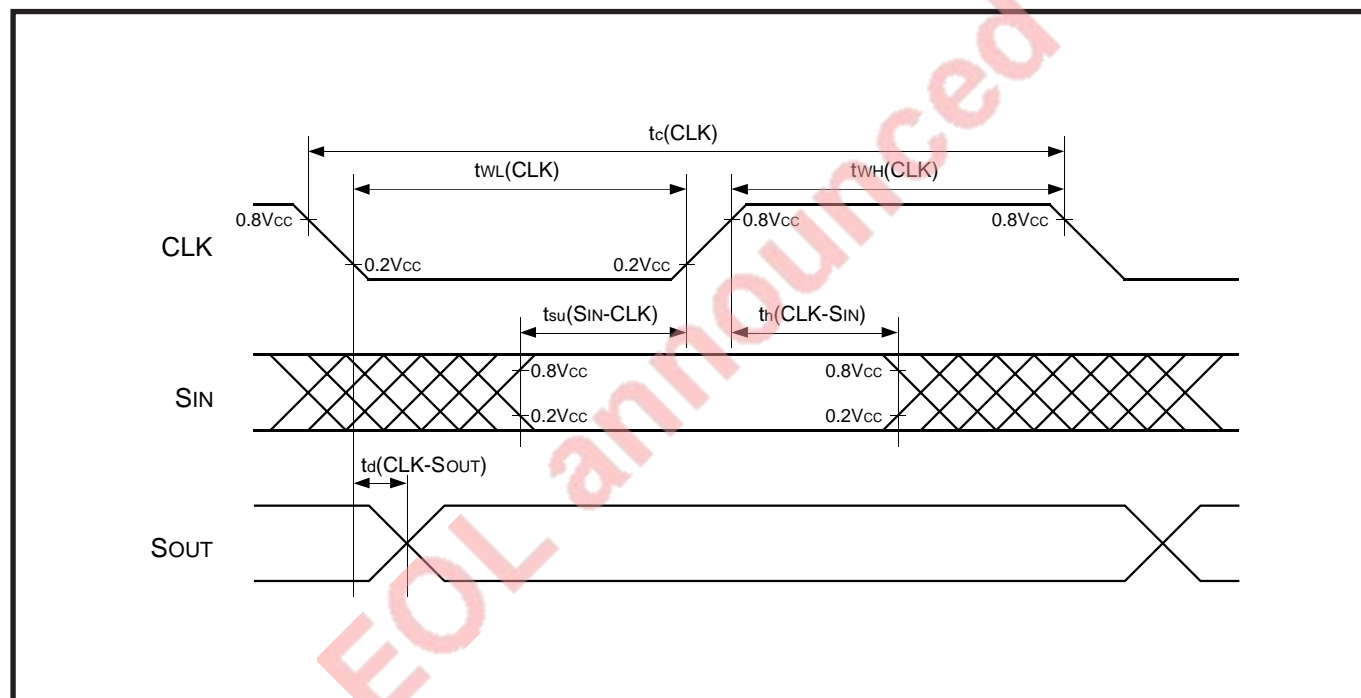 tc(CLK)
tWL(CLK)
tWH(CLK)
0.8VCC
0.8VCC
0.8VCC
CLK
0.2VCC
0.2VCC
tsu(SIN-CLK)
th(CLK-SIN)
0.8VCC
0.8VCC
SIN
0.2VCC
0.2VCC
td(CLK-SOUT)
SOUT
EOL announced